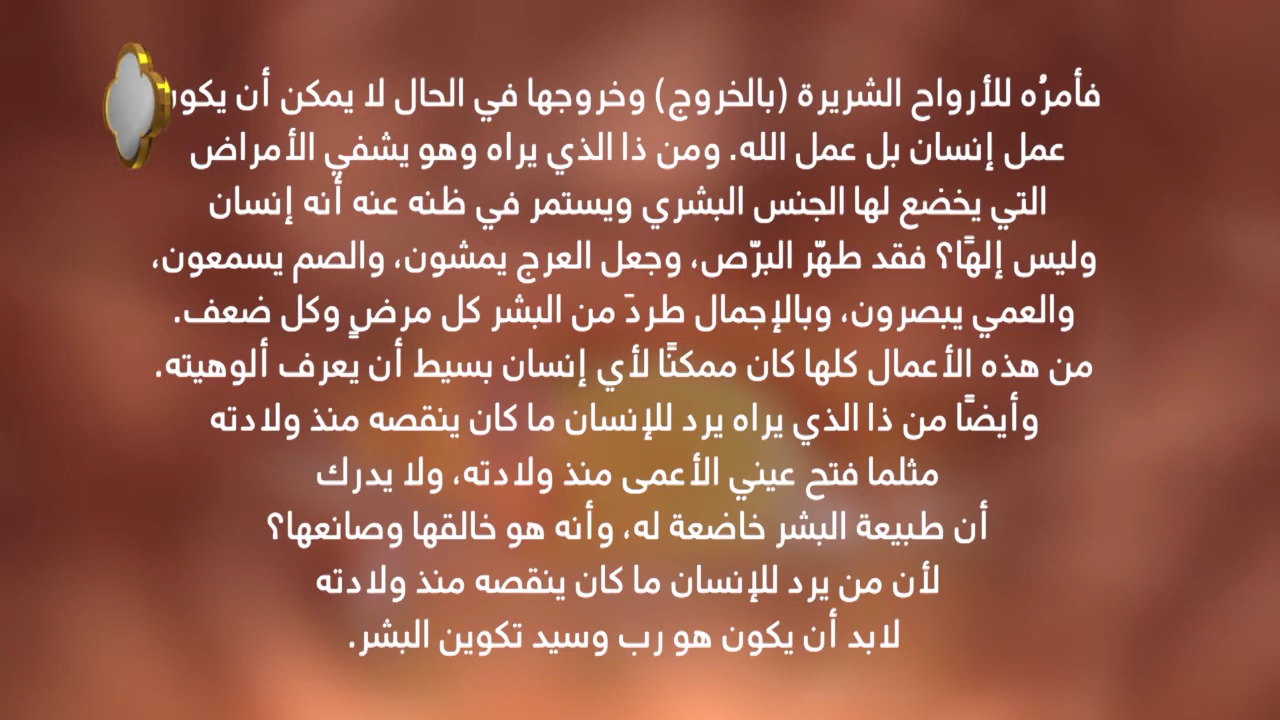 فأمرُه للأرواح الشريرة (بالخروج) وخروجها في الحال لا يمكن أن
عمل إنسان بل عمل الله. ومن ذا الذي يراه وهو يشفي الأمراض
التي يخضع لها الجنس البشري ويستمر في ظنه عنه أنه إنسان
وليس إلهًا؟ فقد طهّر البرّص، وجعل العرج يمشون، والصم يسمعون،
والعمي يبصرون، وبالإجمال طردَ من البشر كل مرضٍ وكل ضعف.
من هذه الأعمال كلها كان ممكنًا لأي إنسان بسيط أن يعرف ألوهيته.
وأيضًا من ذا الذي يراه يرد للإنسان ما كان ينقصه منذ ولادته
مثلما فتح عيني الأعمى منذ ولادته، ولا يدرك
أن طبيعة البشر خاضعة له، وأنه هو خالقها وصانعها؟
لأن من يرد للإنسان ما كان ينقصه منذ ولادته
لابد أن يكون هو رب وسيد تكوين البشر.